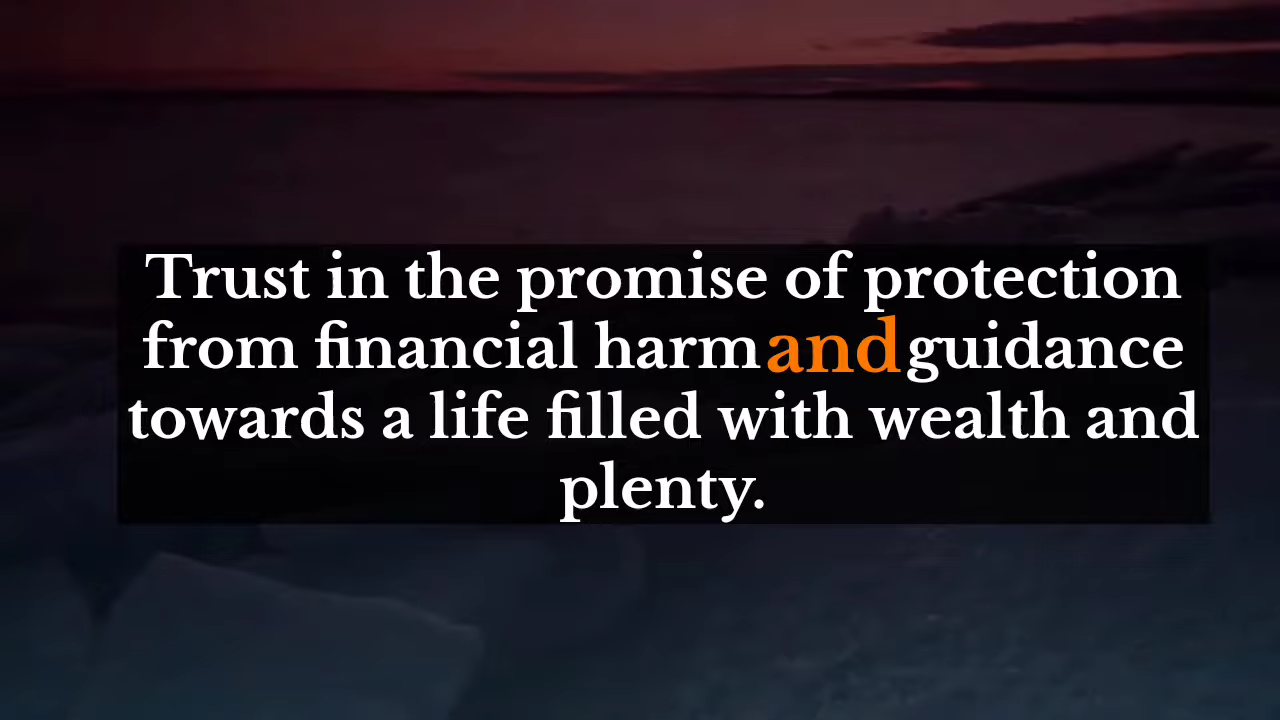 Trust in the promise of protection
from financial harm and guidance
towards a life filled with wealth and
plenty.